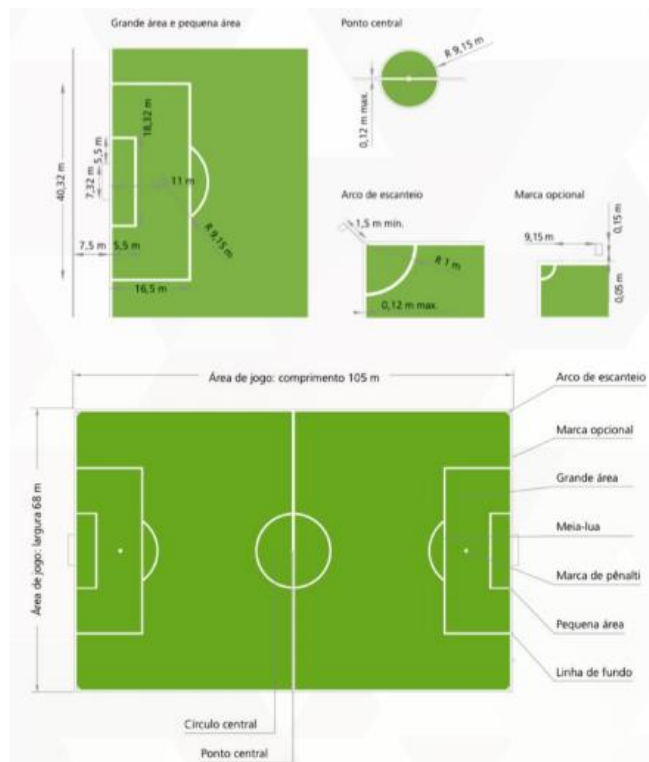 Grande área e pequena área
Ponto central
R 9,15 m
0,12 m max.
40,32 m
18,32 m
5,5 m
7,32 m
11 m
R 9,15 m
7,5 m
5,5 m
16,5 m
Arco de escanteio
1,5 m min.
R 1 m
0,12 m max.
Marca opcional
9,15 m
0,15 m
0,05 m
Área de jogo: comprimento 105 m
Área de jogo: largura 68 m
Arco de escanteio
Marca opcional
Grande área
Meia-lua
Marca de pênalti
Pequena área
Linha de fundo
Círculo central
Ponto central